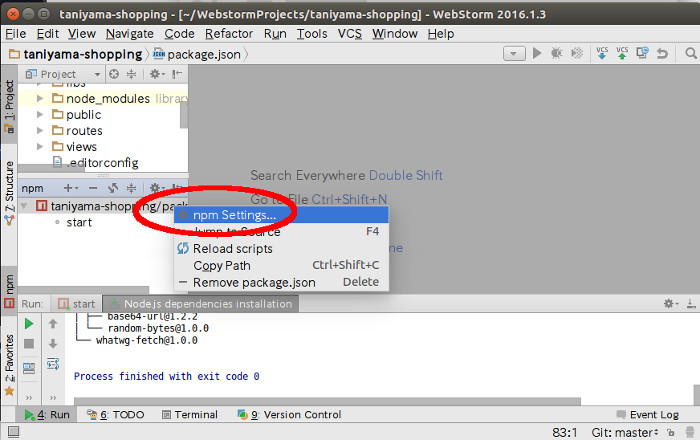 taniyama-shopping - [~/WebstormProjects/taniyama-shopping] - WebStorm 2016.1.3
File Edit View Navigate Code Refactor Run Tools VCS Window Help
taniyama-shopping package.json
VCS VCS
1: Project
Project
node_modules library
public
routes
views
.editorconfig
Search Everywhere Double Shift
Go to File Ctrl+Shift+N
7: Structure
npm
taniyama-shopping/pack
start
npm Settings...
Jump to Source F4
Reload scripts
Copy Path Ctrl+Shift+C
Remove package.json Delete
npm
Run: start Node.js dependencies installation
base64-url@1.2.2
random-bytes@1.0.0
whatwg-fetch@1.0.0
Process finished with exit code 0
2: Favorites
4: Run 6: TODO Terminal 9: Version Control Event Log
83:1 Git: master